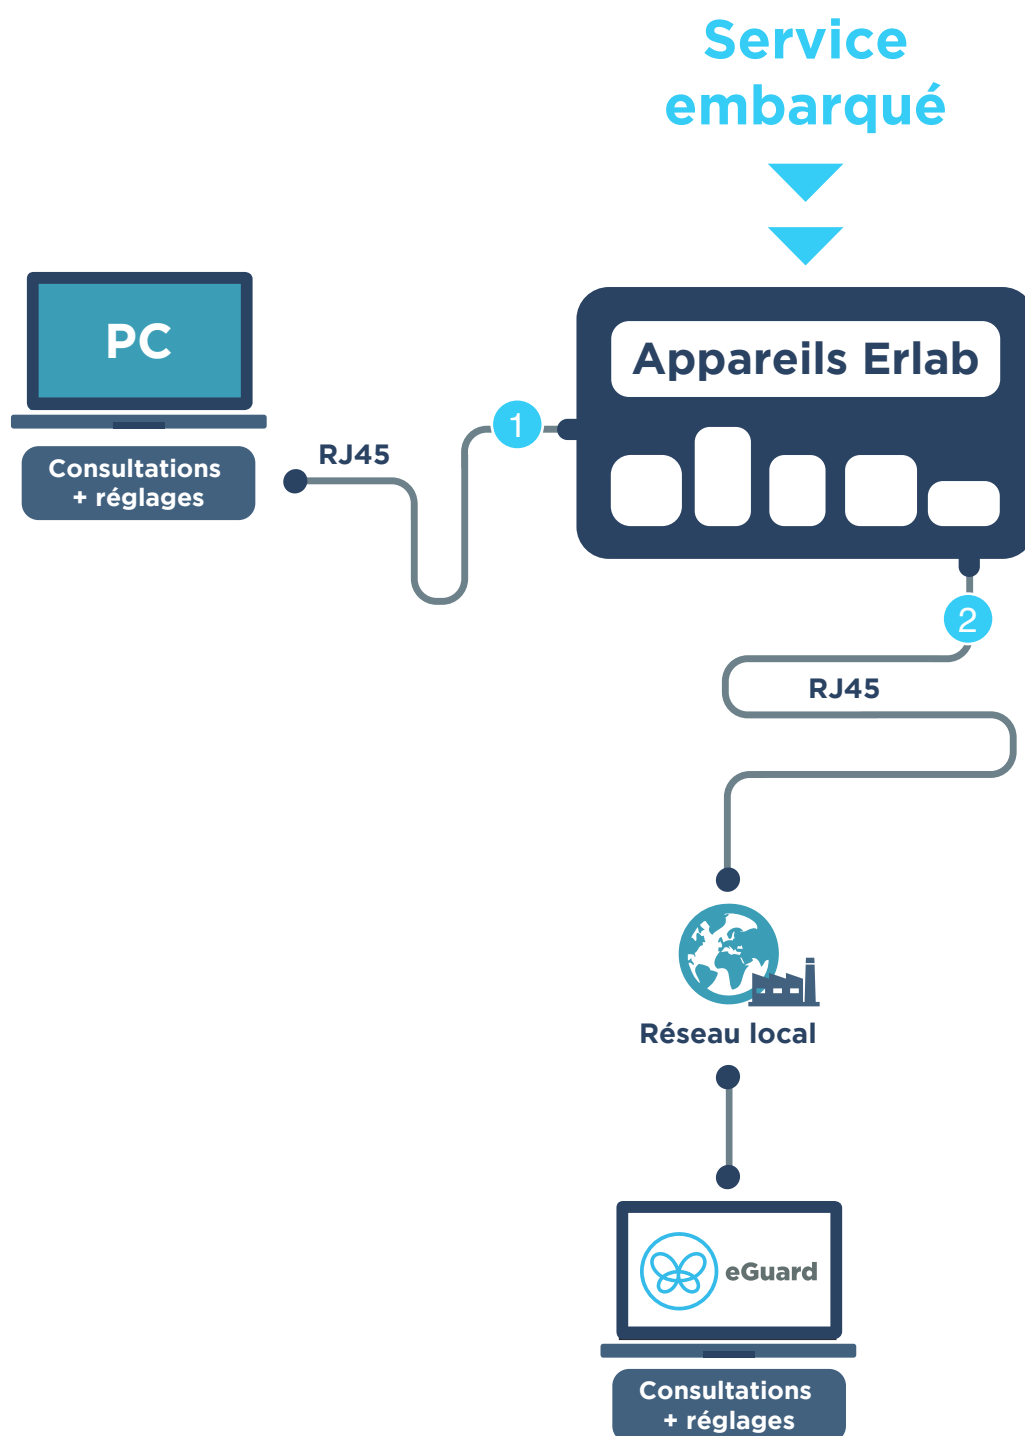 Service
embarqué
PC
Appareils Erlab
1
RJ45
Consultations
+ réglages
2
RJ45
Réseau local
eGuard
Consultations
+ réglages